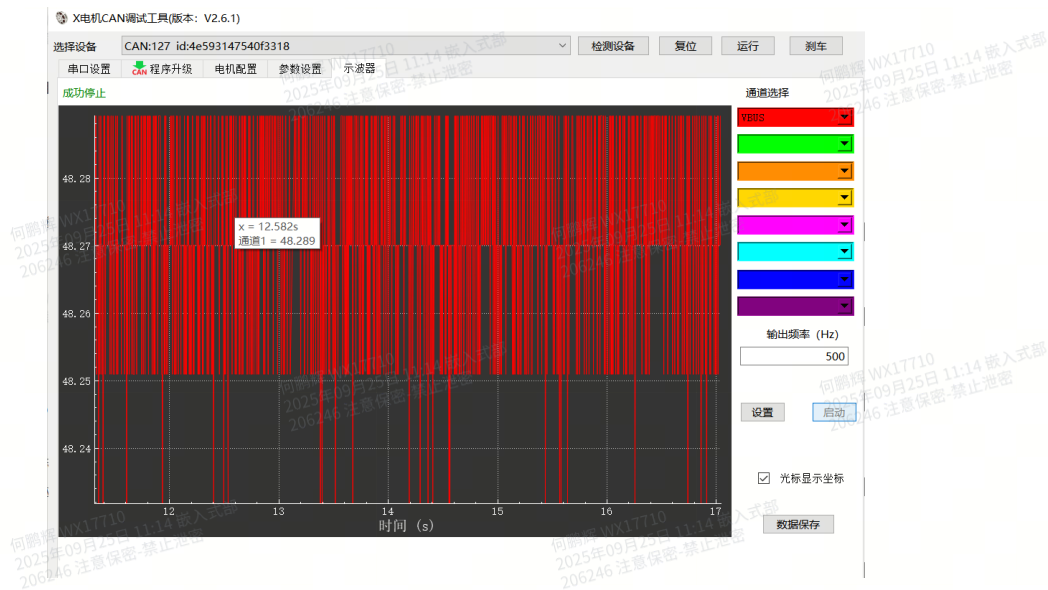 X电机CAN调试工具(版本：V2.6.1)
选择设备
CAN:127 id:4e593147540f3318
检测设备
复位
运行
刹车
串口设置
CAN 程序升级
电机配置
参数设置
示波器
成功停止
通道选择
VBUS
48.28
48.27
48.26
48.25
48.24
x = 12.582s
通道1 = 48.289
12
13
14
15
16
17
时间 (s)
输出频率 (Hz)
500
设置
启动
光标显示坐标
数据保存
何鹏辉 WX17710
2025年09月25日 11:14 嵌入式部
206246 注意保密-禁止泄密